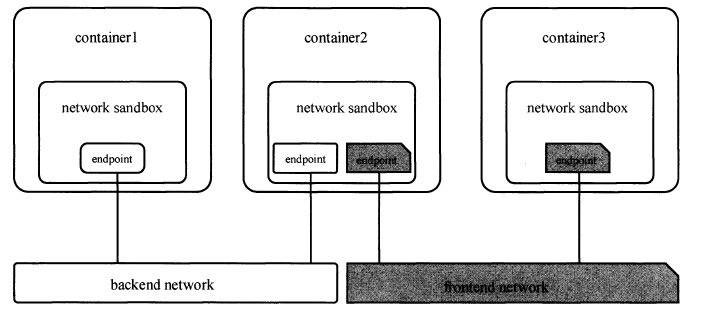 container1
container2
container3
network sandbox
network sandbox
network sandbox
endpoint
endpoint
endpoint
endpoint
backend network
frontend network